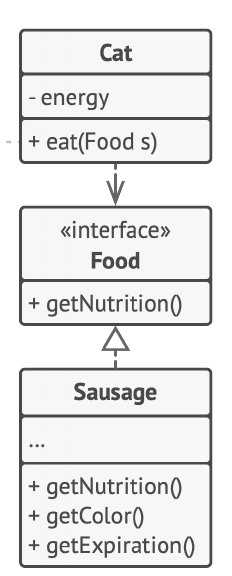 Cat
- energy
+ eat(Food s)
«interface»
Food
+ getNutrition()
Sausage
...
+ getNutrition()
+ getColor()
+ getExpiration()